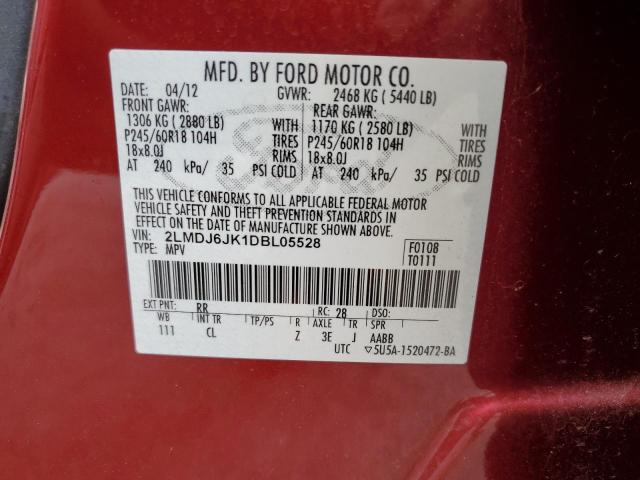 MFD. BY FORD MOTOR CO.
DATE: 04/12 GVWR: 2468 KG ( 5440 LB)
FRONT GAWR: REAR GAWR:
1306 KG ( 2880 LB) WITH 1170 KG ( 2580 LB) WITH
P245/60R18 104H TIRES P245/60R18 104H TIRES
18x8.0J RIMS 18x8.0J RIMS
AT 240 kPa/ 35 PSI COLD AT 240 kPa/ 35 PSI COLD
THIS VEHICLE CONFORMS TO ALL APPLICABLE FEDERAL MOTOR
VEHICLE SAFETY AND THEFT PREVENTION STANDARDS IN
EFFECT ON THE DATE OF MANUFACTURE SHOWN ABOVE.
VIN: 2LMDJ6JK1DBL05528 F0108
TYPE: MPV T0111
EXT PNT: RR RC: 28 DSO:
WB INT TR TP/PS R AXLE TR SPR
111 CL Z 3E J AABB
UTC ▽5U5A-1520472-BA
Ford